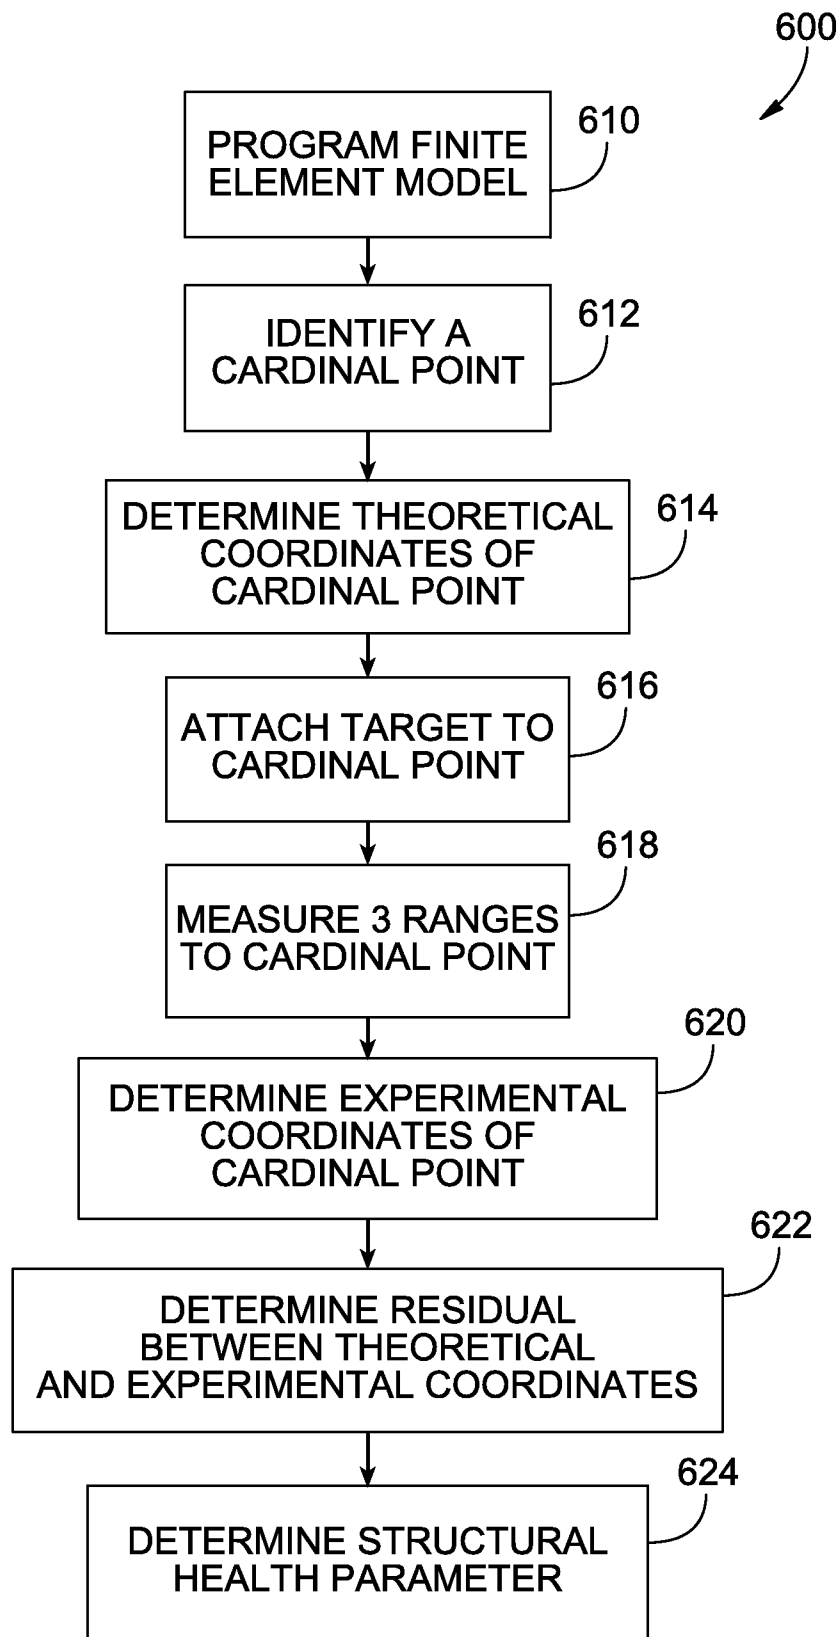 600
PROGRAM FINITE
ELEMENT MODEL
610
IDENTIFY A
CARDINAL POINT
612
DETERMINE THEORETICAL
COORDINATES OF
CARDINAL POINT
614
ATTACH TARGET TO
CARDINAL POINT
616
MEASURE 3 RANGES
TO CARDINAL POINT
618
DETERMINE EXPERIMENTAL
COORDINATES OF
CARDINAL POINT
620
DETERMINE RESIDUAL
BETWEEN THEORETICAL
AND EXPERIMENTAL COORDINATES
622
DETERMINE STRUCTURAL
HEALTH PARAMETER
624